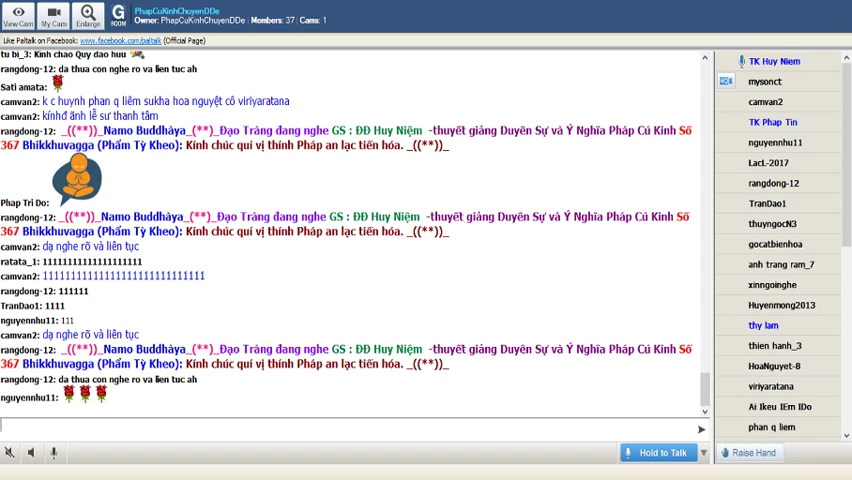 View Cam
My Cam
Enlarge
G
ROOM
PhapCuKinhChuyenDDe
Owner: PhapCuKinhChuyenDDe | Members: 37 | Cams: 1
Like Paltalk on Facebook: www.facebook.com/paltalk (Official Page)
tu bi_3: Kinh chao Quy dao huu
rangdong-12: da thua con nghe ro va lien tuc ah
Sati amata:
camvan2: k c huynh phan q liêm sukha hoa nguyệt cô viriyaratana
camvan2: kínhđ ãnh lễ sư thanh tâm
rangdong-12: _((**))_Namo Buddhàya_(**)_Đạo Tràng đang nghe GS : ĐĐ Huy Niệm -thuyết giảng Duyên Sự và Ý Nghĩa Pháp Cú Kinh Số
367 Bhikkhuvagga (Phẩm Tỳ Kheo): Kính chúc quí vị thính Pháp an lạc tiến hóa. _((**))_
Phap Tri Do:
rangdong-12: _((**))_Namo Buddhàya_(**)_Đạo Tràng đang nghe GS : ĐĐ Huy Niệm -thuyết giảng Duyên Sự và Ý Nghĩa Pháp Cú Kinh Số
367 Bhikkhuvagga (Phẩm Tỳ Kheo): Kính chúc quí vị thính Pháp an lạc tiến hóa. _((**))_
camvan2: dạ nghe rõ và liên tục
ratata_1: 11111111111111111111111
camvan2: 1111111111111111111111111111
rangdong-12: 111111
TranDao1: 1111
nguyennhu11: 111
camvan2: dạ nghe rõ và liên tục
rangdong-12: _((**))_Namo Buddhàya_(**)_Đạo Tràng đang nghe GS : ĐĐ Huy Niệm -thuyết giảng Duyên Sự và Ý Nghĩa Pháp Cú Kinh Số
367 Bhikkhuvagga (Phẩm Tỳ Kheo): Kính chúc quí vị thính Pháp an lạc tiến hóa. _((**))_
rangdong-12: da thua con nghe ro va lien tuc ah
nguyennhu11:
Hold to Talk
TK Huy Niem
mysonct
camvan2
TK Phap Tin
nguyennhu11
LacL-2017
rangdong-12
TranDao1
thuyngocN3
gocatbienhoa
anh trang ram_7
xinngoinghe
Huyenmong2013
thy lam
thien hanh_3
HoaNguyet-8
viriyaratana
Ai Ikeu IEm IDo
phan q liem
Raise Hand